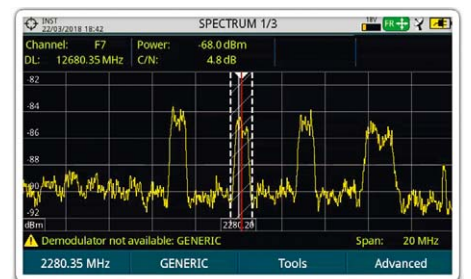 INST
22/03/2018 18:42
SPECTRUM 1/3
18V
FR
Channel: F7 Power: -68.0 dBm
DL: 12680.35 MHz C/N: 4.8 dB
-82
-84
-86
-88
-90
-92
dBm
2280.20
Demodulator not available: GENERIC
Span: 20 MHz
2280.35 MHz GENERIC Tools Advanced